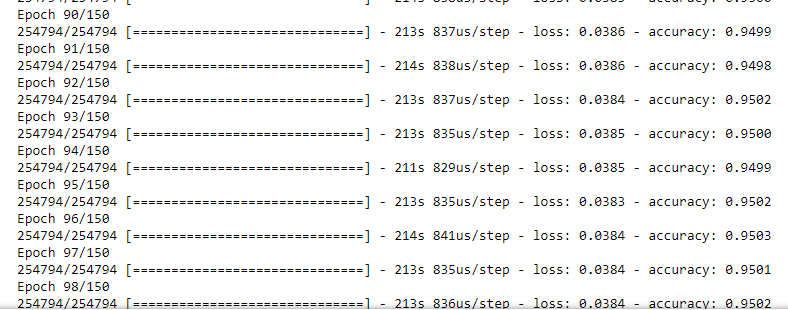 Epoch 90/150
254794/254794 [==============================] - 213s 837us/step - loss: 0.0386 - accuracy: 0.9499
Epoch 91/150
254794/254794 [==============================] - 214s 838us/step - loss: 0.0386 - accuracy: 0.9498
Epoch 92/150
254794/254794 [==============================] - 213s 837us/step - loss: 0.0384 - accuracy: 0.9502
Epoch 93/150
254794/254794 [==============================] - 213s 835us/step - loss: 0.0385 - accuracy: 0.9500
Epoch 94/150
254794/254794 [==============================] - 211s 829us/step - loss: 0.0385 - accuracy: 0.9499
Epoch 95/150
254794/254794 [==============================] - 213s 835us/step - loss: 0.0383 - accuracy: 0.9502
Epoch 96/150
254794/254794 [==============================] - 214s 841us/step - loss: 0.0384 - accuracy: 0.9503
Epoch 97/150
254794/254794 [==============================] - 213s 835us/step - loss: 0.0384 - accuracy: 0.9501
Epoch 98/150
254794/254794 [==============================] - 213s 836us/step - loss: 0.0384 - accuracy: 0.9502